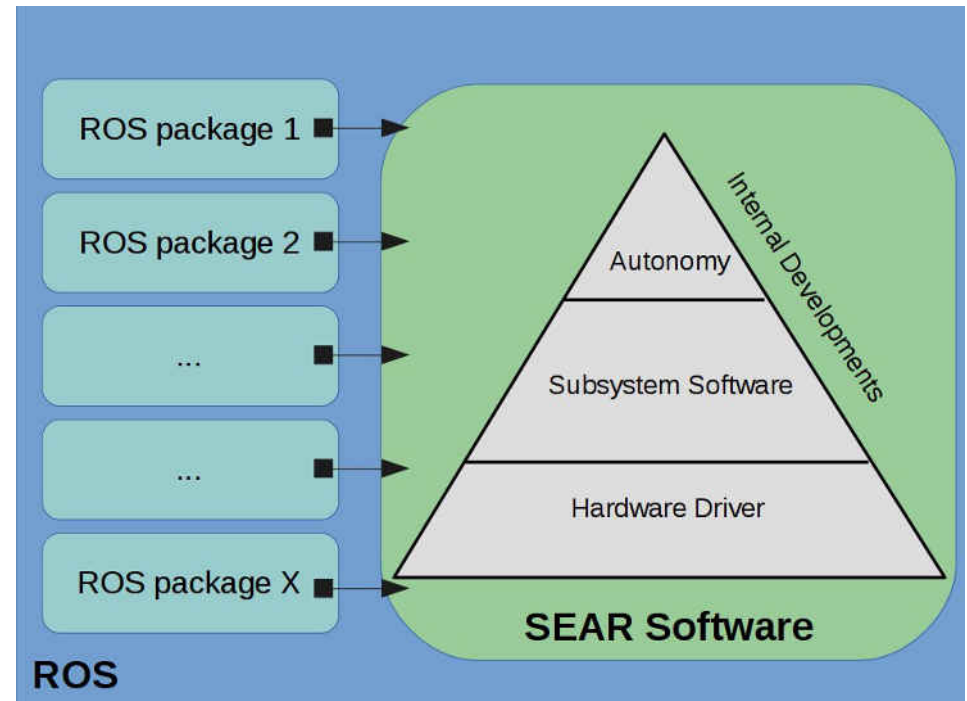 ROS package 1
ROS package 2
...
...
ROS package X
ROS
Autonomy
Subsystem Software
Hardware Driver
Internal Developments
SEAR Software